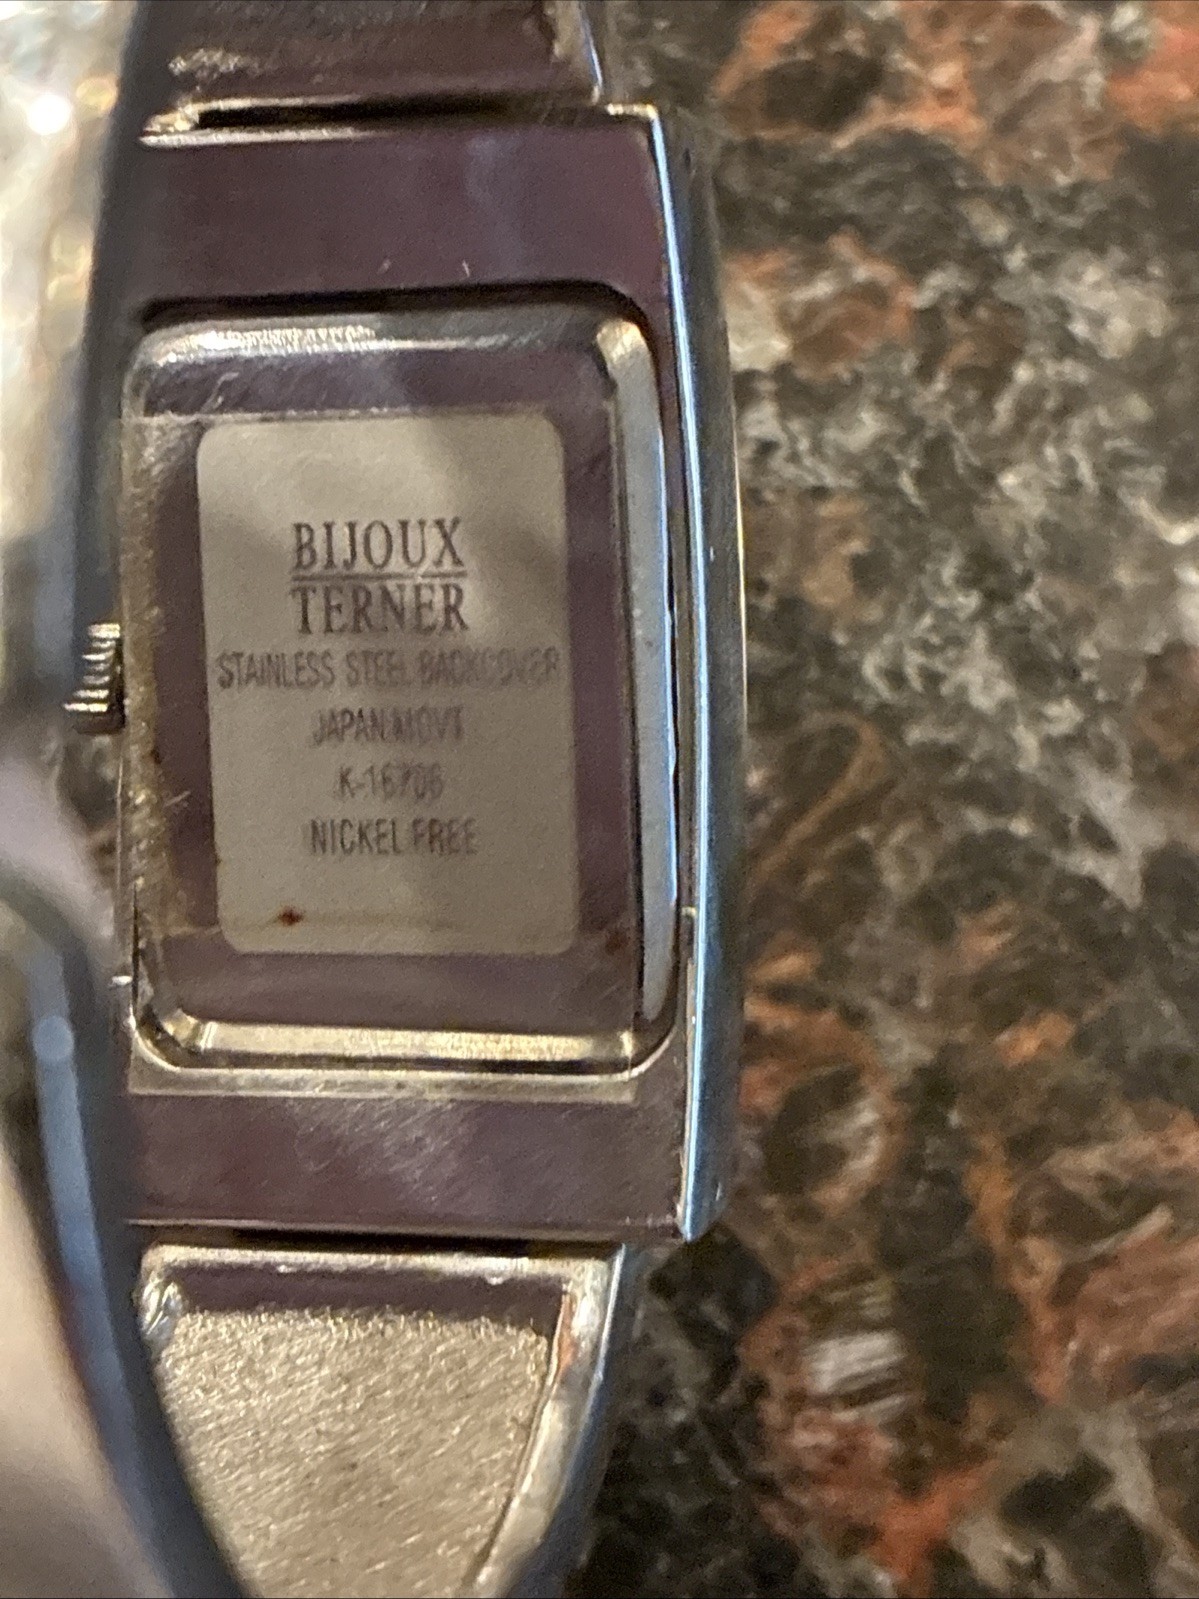 BIJOUX
TERNER
STAINLESS STEEL BACKCOVER
JAPAN MOVT
K-16706
NICKEL FREE